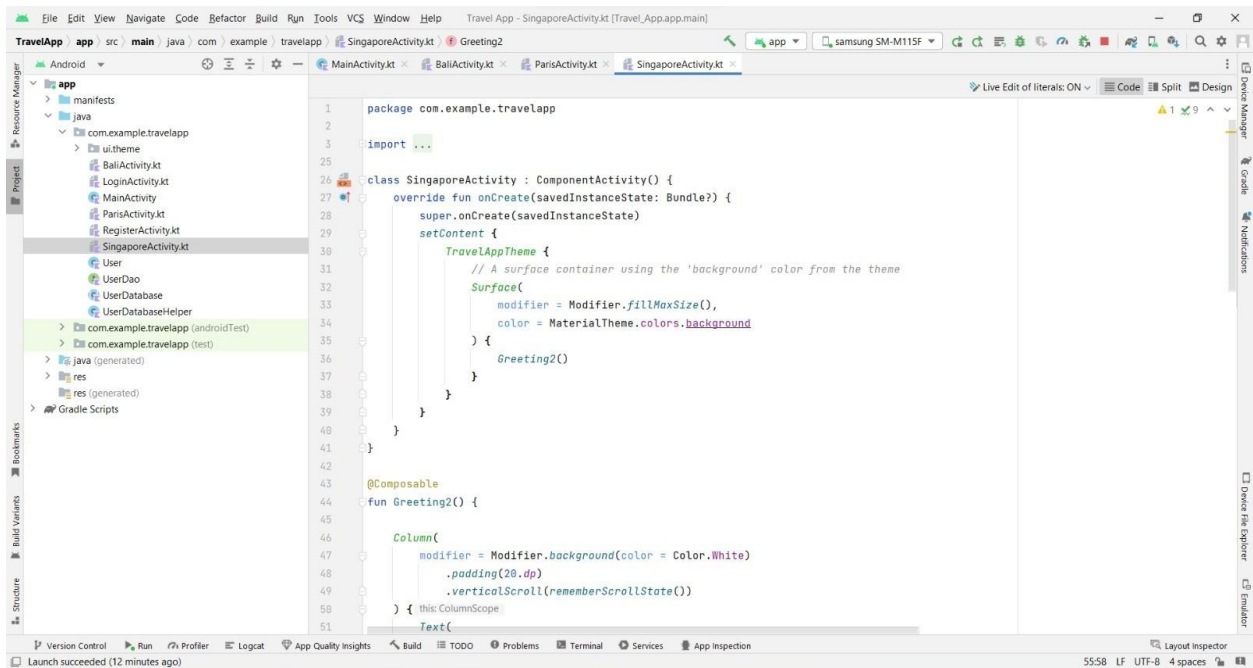 File Edit View Navigate Code Refactor Build Run Tools VCS Window Help Travel App - SingaporeActivity.kt [Travel_App.app.main]
TravelApp app src main java com example travelapp SingaporeActivity.kt Greeting2 app samsung SM-M115F
Android MainActivity.kt BaliActivity.kt ParisActivity.kt SingaporeActivity.kt
Live Edit of literals: ON Code Split Design
Resource Manager
Project
Bookmarks
Build Variants
Structure
app
manifests
java
com.example.travelapp
ui.theme
BaliActivity.kt
LoginActivity.kt
MainActivity
ParisActivity.kt
RegisterActivity.kt
SingaporeActivity.kt
User
UserDao
UserDatabase
UserDatabaseHelper
com.example.travelapp (androidTest)
com.example.travelapp (test)
java (generated)
res
res (generated)
Gradle Scripts
1 9
1 package com.example.travelapp
2
3 import ...
25
26 class SingaporeActivity : ComponentActivity() {
27 override fun onCreate(savedInstanceState: Bundle?) {
28 super.onCreate(savedInstanceState)
29 setContent {
30 TravelAppTheme {
31 // A surface container using the 'background' color from the theme
32 Surface(
33 modifier = Modifier.fillMaxSize(),
34 color = MaterialTheme.colors.background
35 ) {
36 Greeting2()
37 }
38 }
39 }
40 }
41 }
42
43 @Composable
44 fun Greeting2() {
45
46 Column(
47 modifier = Modifier.background(color = Color.White)
48 .padding(20.dp)
49 .verticalScroll(rememberScrollState())
50 ) { this: ColumnScope
51 Text(
Device Manager
Gradle
Notifications
Device File Explorer
Emulator
Version Control Run Profiler Logcat App Quality Insights Build TODO Problems Terminal Services App Inspection Layout Inspector
Launch succeeded (12 minutes ago) 55:58 LF UTF-8 4 spaces